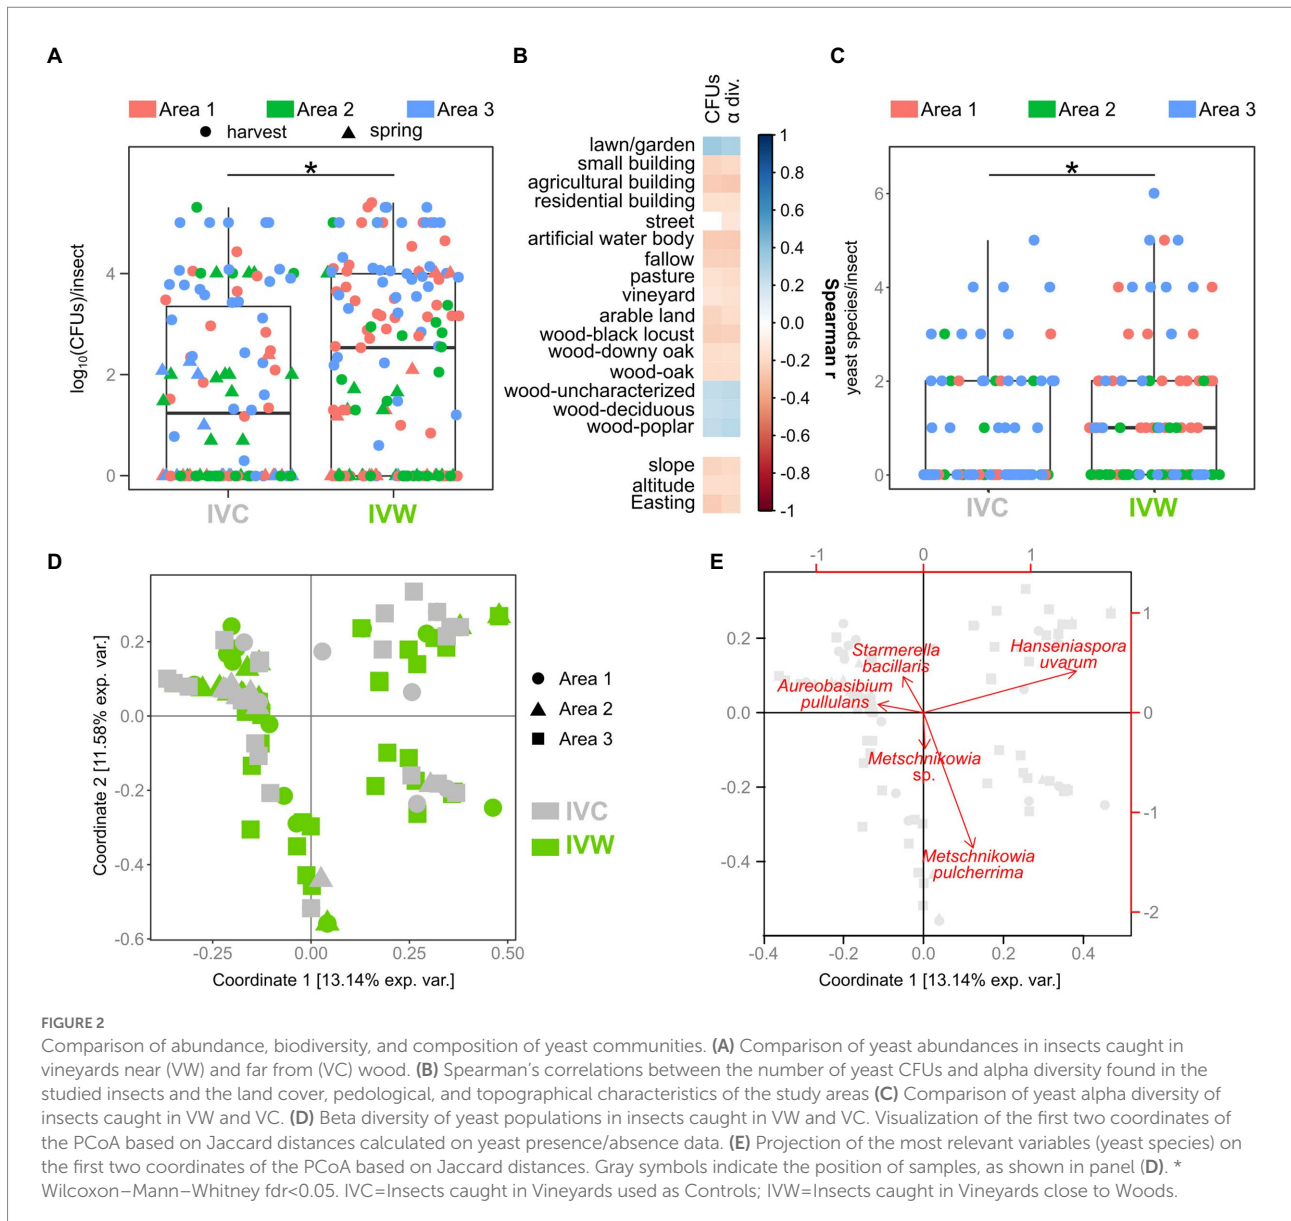 A
B
C
Area 1 Area 2 Area 3
harvest spring
*
log10(CFUs)/insect
4
2
0
IVC IVW
CFUs
α div.
lawn/garden
small building
agricultural building
residential building
street
artificial water body
fallow
pasture
vineyard
arable land
wood-black locust
wood-downy oak
wood-oak
wood-uncharacterized
wood-deciduous
wood-poplar
slope
altitude
Easting
1
0.8
0.6
0.4
0.2
0.0
-0.2
-0.4
-0.6
-0.8
-1
Spearman r
Area 1 Area 2 Area 3
*
yeast species/insect
6
4
2
0
IVC IVW
D
Coordinate 2 [11.58% exp. var.]
0.2
0.0
-0.2
-0.4
-0.6
-0.25 0.00 0.25 0.50
Coordinate 1 [13.14% exp. var.]
Area 1
Area 2
Area 3
IVC
IVW
E
-1 0 1
0.2
0.0
-0.2
-0.4
1
0
-1
-2
Starmerella
bacillaris
Hanseniaspora
uvarum
Aureobasibium
pullulans
Metschnikowia
sp.
Metschnikowia
pulcherrima
-0.4 -0.2 0.0 0.2 0.4
Coordinate 1 [13.14% exp. var.]
FIGURE 2
Comparison of abundance, biodiversity, and composition of yeast communities. (A) Comparison of yeast abundances in insects caught in
vineyards near (VW) and far from (VC) wood. (B) Spearman's correlations between the number of yeast CFUs and alpha diversity found in the
studied insects and the land cover, pedological, and topographical characteristics of the study areas (C) Comparison of yeast alpha diversity of
insects caught in VW and VC. (D) Beta diversity of yeast populations in insects caught in VW and VC. Visualization of the first two coordinates of
the PCoA based on Jaccard distances calculated on yeast presence/absence data. (E) Projection of the most relevant variables (yeast species) on
the first two coordinates of the PCoA based on Jaccard distances. Gray symbols indicate the position of samples, as shown in panel (D). *
Wilcoxon–Mann–Whitney fdr<0.05. IVC=Insects caught in Vineyards used as Controls; IVW=Insects caught in Vineyards close to Woods.